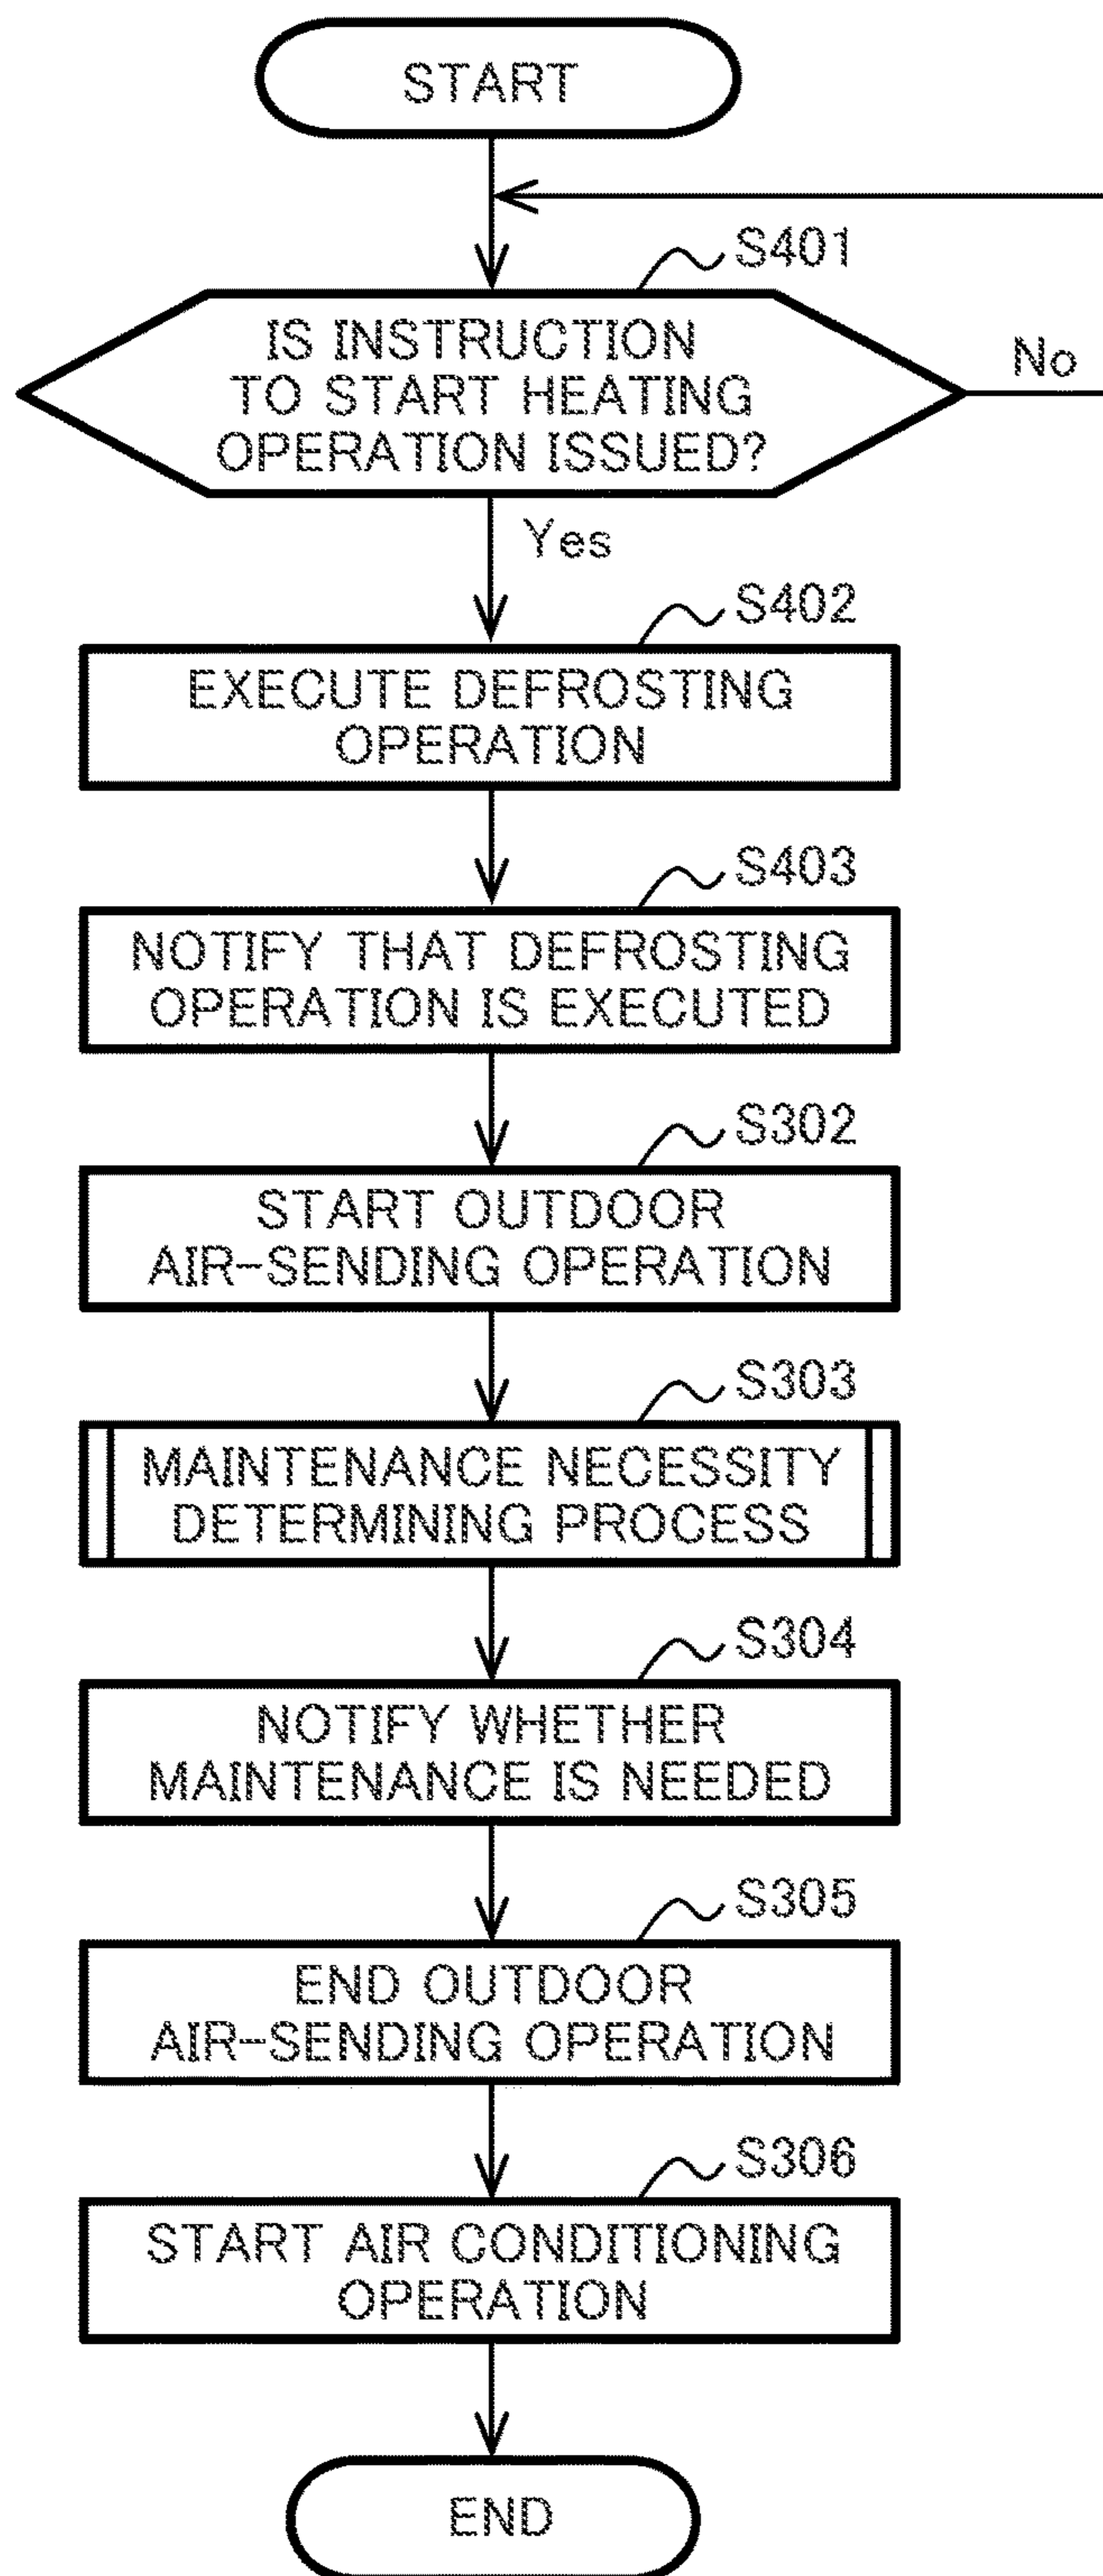 START
S401
IS INSTRUCTION
TO START HEATING
OPERATION ISSUED?
No
Yes
S402
EXECUTE DEFROSTING
OPERATION
S403
NOTIFY THAT DEFROSTING
OPERATION IS EXECUTED
S302
START OUTDOOR
AIR-SENDING OPERATION
S303
MAINTENANCE NECESSITY
DETERMINING PROCESS
S304
NOTIFY WHETHER
MAINTENANCE IS NEEDED
S305
END OUTDOOR
AIR-SENDING OPERATION
S306
START AIR CONDITIONING
OPERATION
END